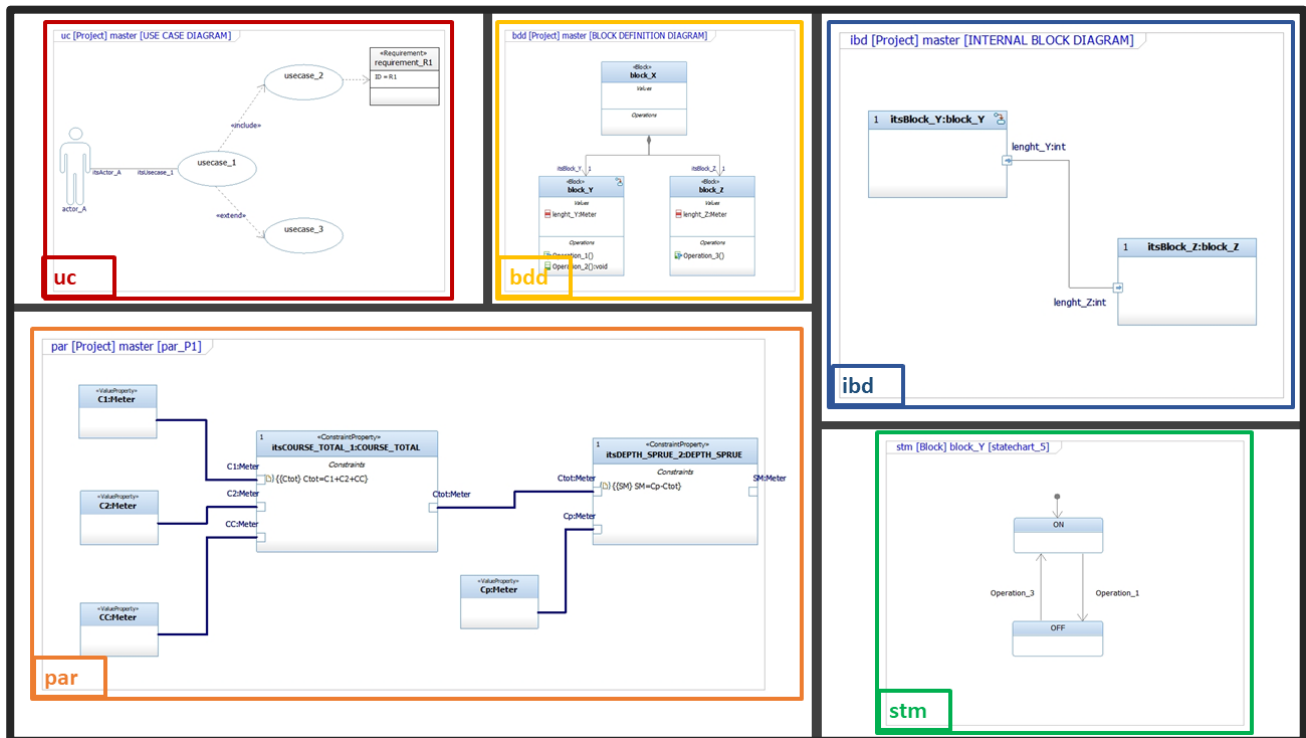 uc [Project] master [USE CASE DIAGRAM]
«Requirement»
requirement_R1
ID = R1
usecase_2
«include»
usecase_1
itsActor_A
itsUsecase_1
actor_A
«extend»
usecase_3
uc
bdd [Project] master [BLOCK DEFINITION DIAGRAM]
«Block»
block_X
Values
Operations
itsBlock_Y 1
itsBlock_Z 1
«Block»
block_Y
Values
lenght_Y:Meter
Operations
Operation_1()
Operation_2():void
«Block»
block_Z
Values
lenght_Z:Meter
Operations
Operation_3()
bdd
ibd [Project] master [INTERNAL BLOCK DIAGRAM]
1 itsBlock_Y:block_Y
lenght_Y:int
1 itsBlock_Z:block_Z
lenght_Z:int
ibd
par [Project] master [par_P1]
«ValueProperty»
C1:Meter
«ValueProperty»
C2:Meter
«ValueProperty»
CC:Meter
1 «ConstraintProperty»
itsCOURSE_TOTAL_1:COURSE_TOTAL
Constraints
{{Ctot} Ctot=C1+C2+CC}
C1:Meter
C2:Meter
CC:Meter
Ctot:Meter
«ValueProperty»
Cp:Meter
1 «ConstraintProperty»
itsDEPTH_SPRUE_2:DEPTH_SPRUE
Constraints
{{SM} SM=Cp-Ctot}
Ctot:Meter
Cp:Meter
SM:Meter
par
stm [Block] block_Y [statechart_5]
ON
Operation_3
Operation_1
OFF
stm